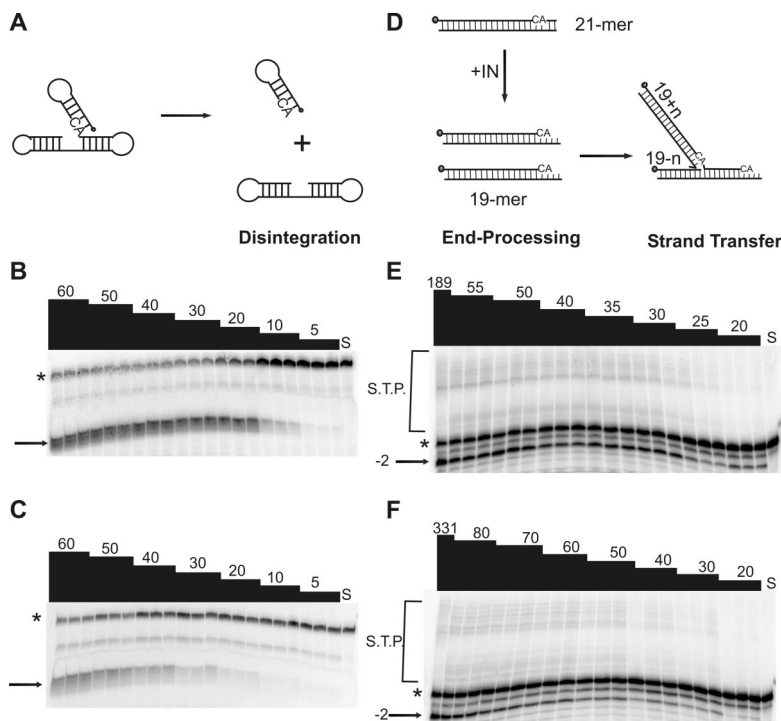 A
CA
CA
+
Disintegration
D
CA
21-mer
+IN
CA
CA
19-mer
19+n
CA
19-n
CA
End-Processing
Strand Transfer
B
60 50 40 30 20 10 5 S
*
E
189 55 50 40 35 30 25 20 S
S.T.P.
*
-2
C
60 50 40 30 20 10 5 S
*
F
331 80 70 60 50 40 30 20 S
S.T.P.
*
-2